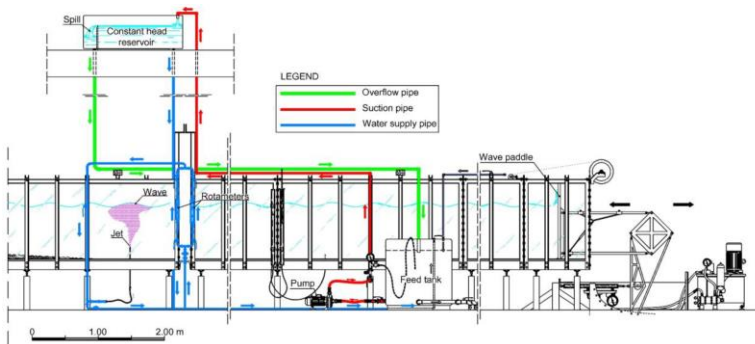 Spill
Constant head
reservoir
LEGEND
Overflow pipe
Suction pipe
Water supply pipe
Wave paddle
Wave
Rotameters
Jet
Pump
Feed tank
0 1.00 2.00 m